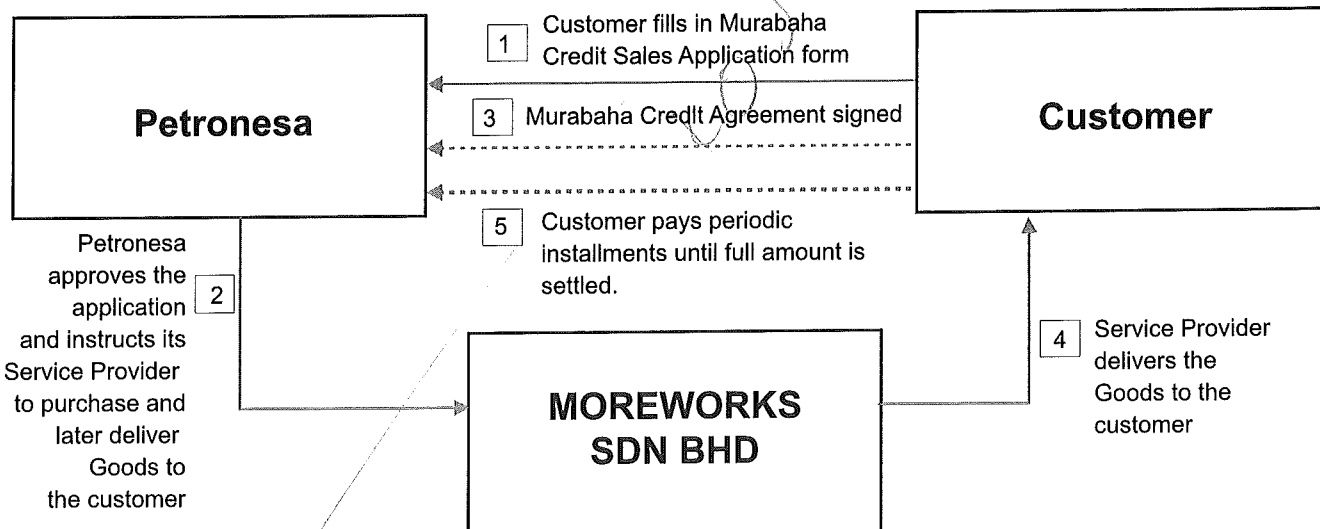 Petronesa
1
Customer fills in Murabaha
Credit Sales Application form
3
Murabaha Credit Agreement signed
5
Customer pays periodic
installments until full amount is
settled.
Customer
Petronesa
approves the
application
and instructs its
Service Provider
to purchase and
later deliver
Goods to
the customer
2
MOREWORKS
SDN BHD
4
Service Provider
delivers the
Goods to the
customer